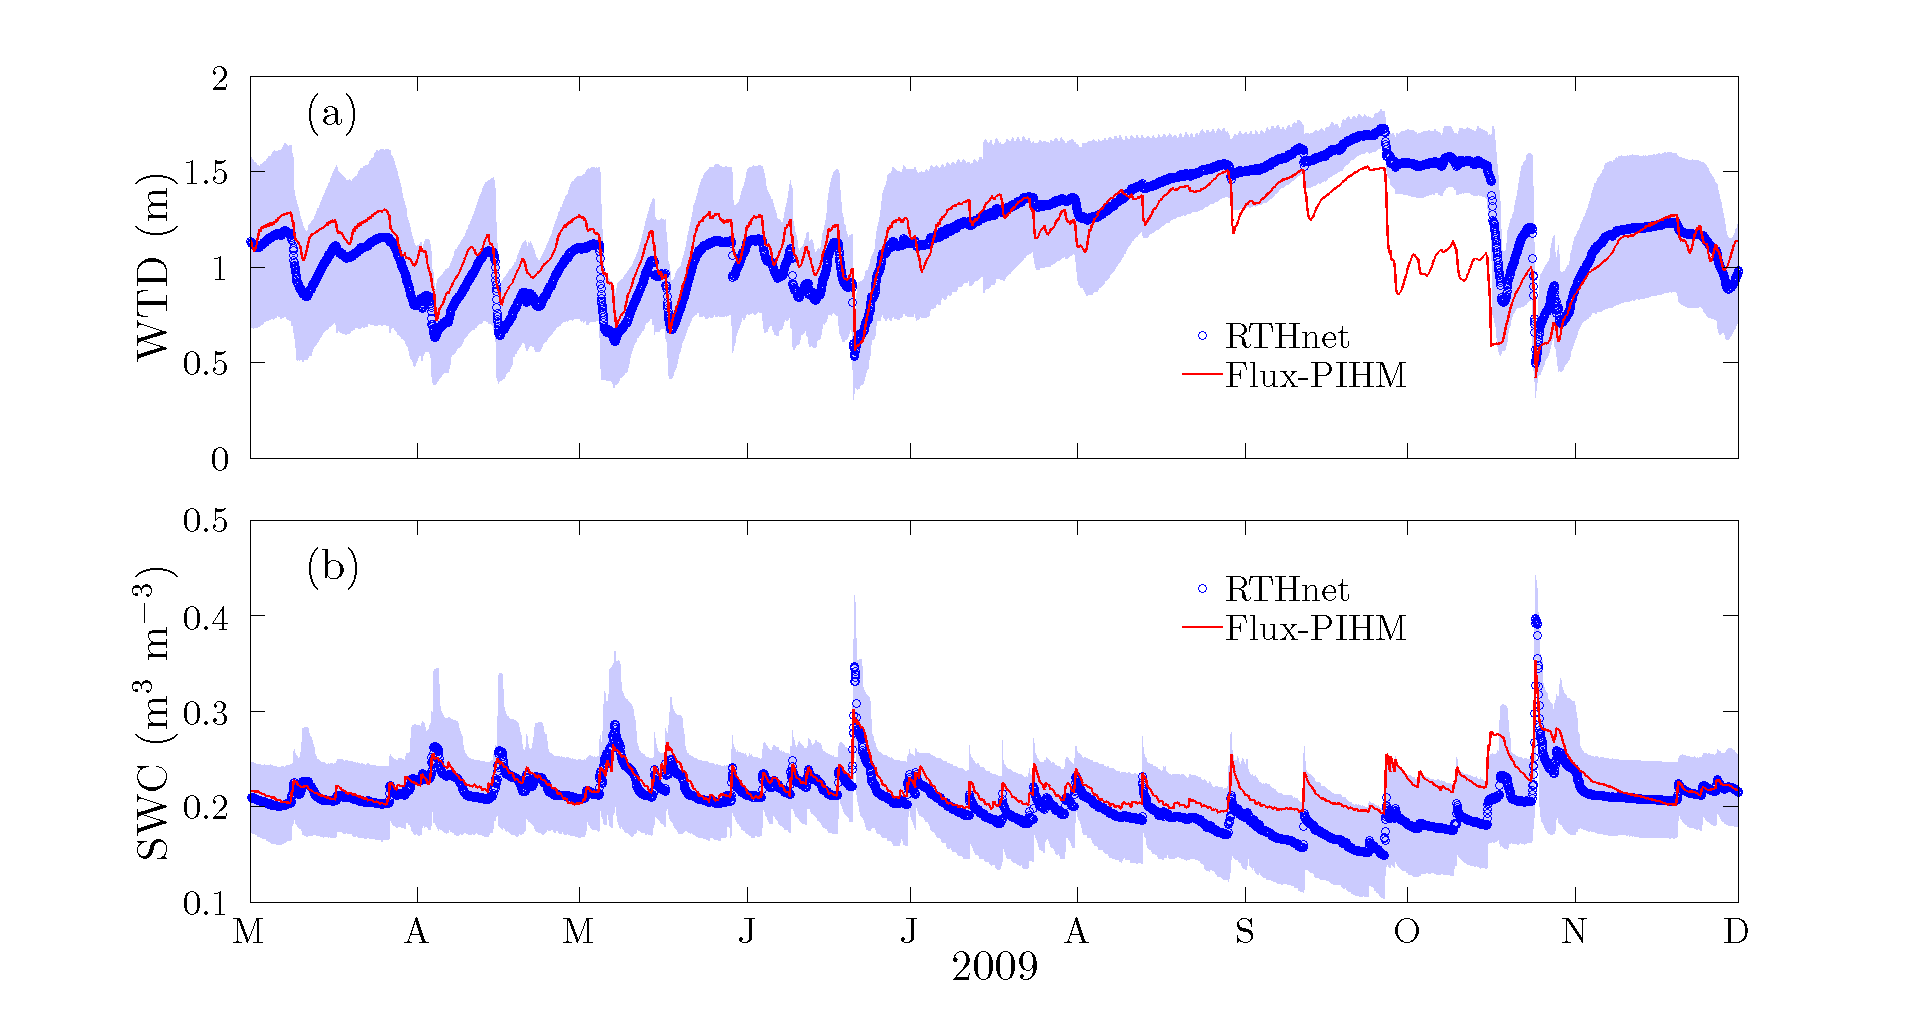 (a)
WTD (m)
2
1.5
1
0.5
0
RTHnet
Flux-PIHM
(b)
SWC (m³ m⁻³)
0.5
0.4
0.3
0.2
0.1
RTHnet
Flux-PIHM
M A M J J A S O N D
2009